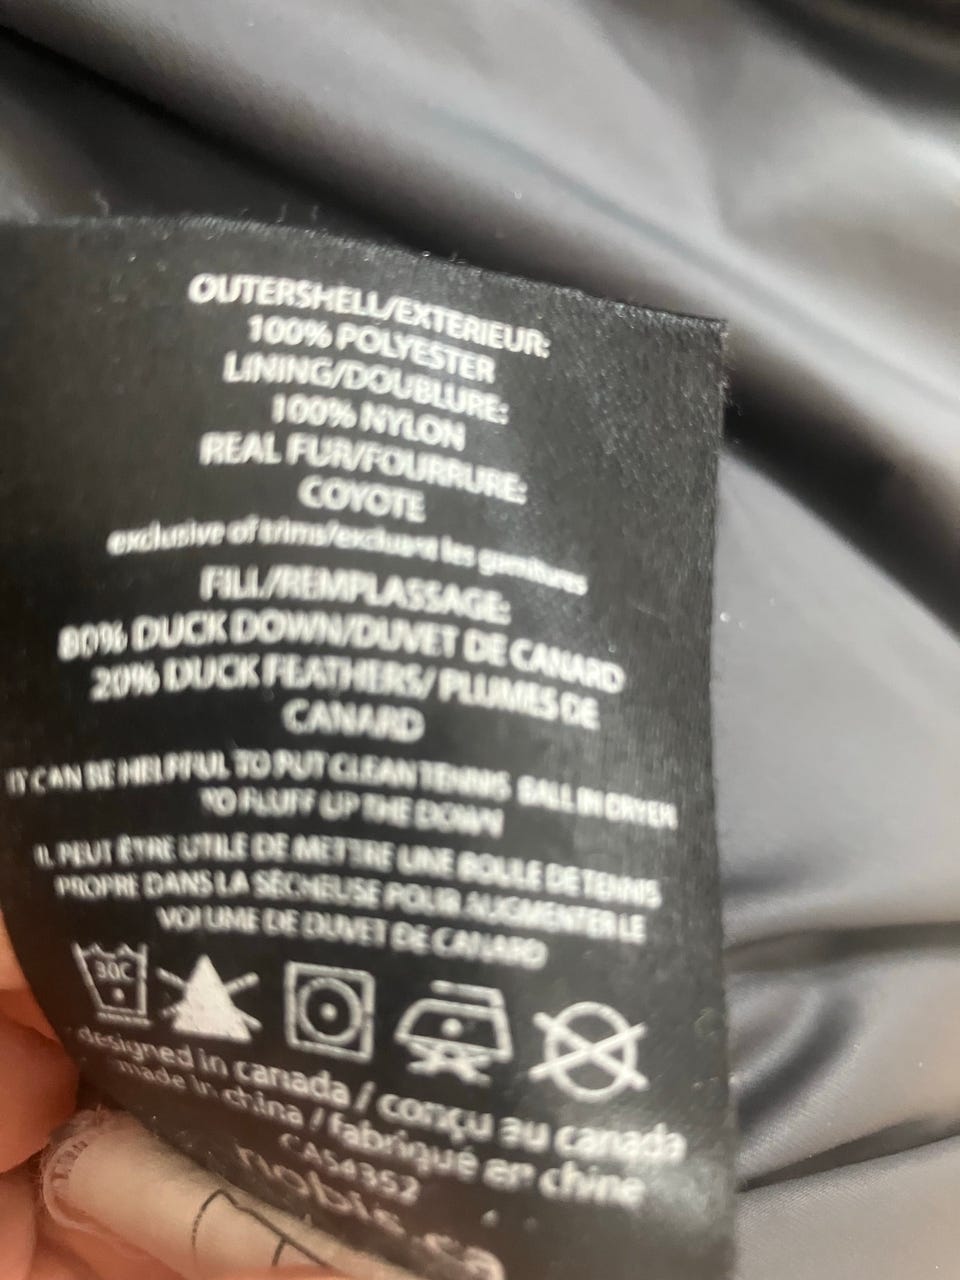 OUTERSHELL/EXTERIEUR:
100% POLYESTER
LINING/DOUBLURE:
100% NYLON
REAL FUR/FOURRURE:
COYOTE
exclusive of trims/excluant les garnitures
FILL/REMPLASSAGE:
80% DUCK DOWN/DUVET DE CANARD
20% DUCK FEATHERS/ PLUMES DE
CANARD
IT CAN BE HELPFUL TO PUT CLEAN TENNIS BALL IN DRYER
TO FLUFF UP THE DOWN
IL PEUT ÊTRE UTILE DE METTRE UNE BOULE DE TENNIS
PROPRE DANS LA SÉCHEUSE POUR AUGMENTER LE
VOLUME DE DUVET DE CANARD
30C
designed in canada / conçu au canada
made in china / fabriqué en chine
CA54352
nobis.ca